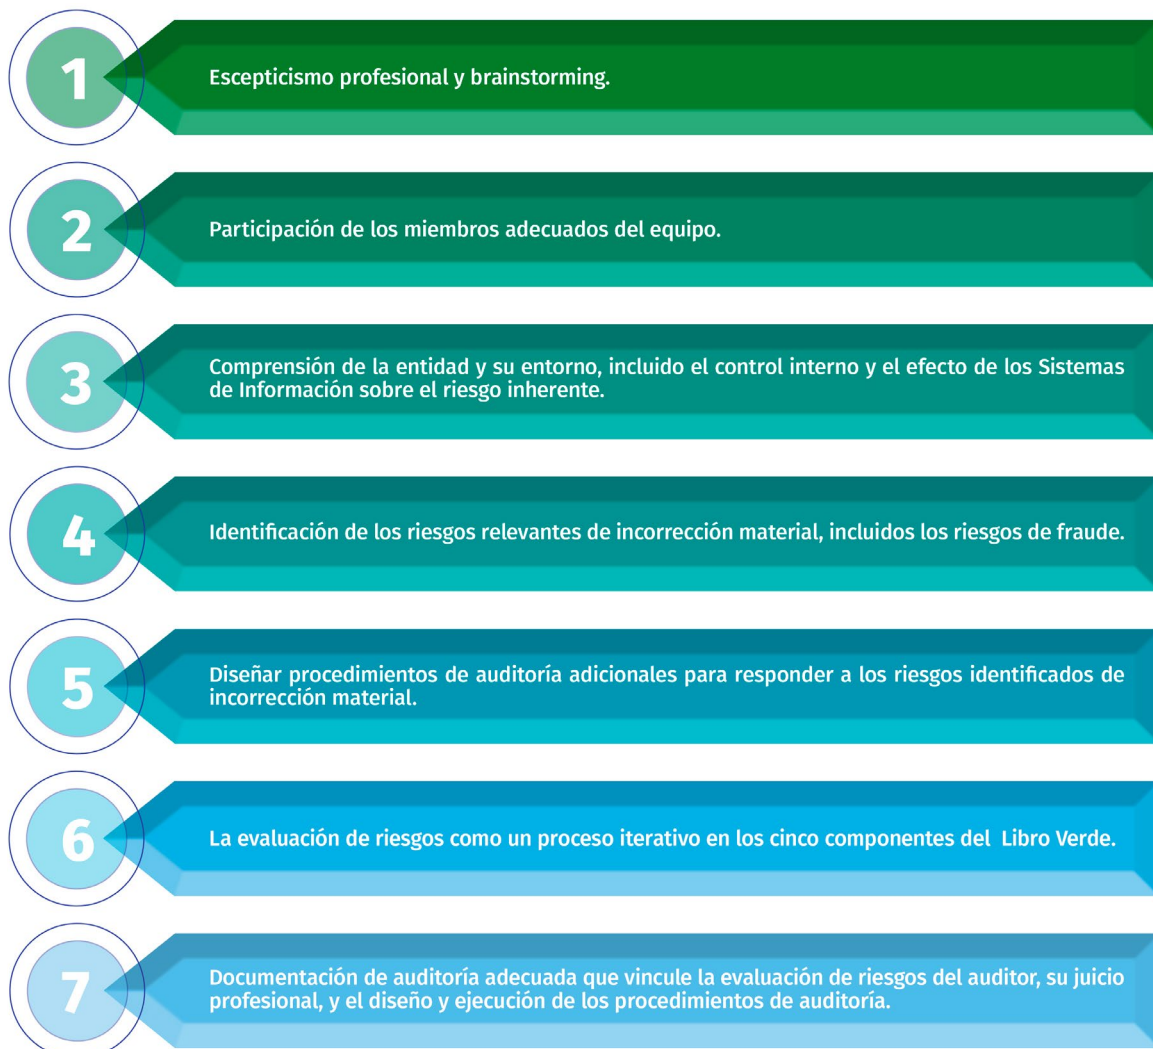 1
Escepticismo profesional y brainstorming.
2
Participación de los miembros adecuados del equipo.
3
Comprensión de la entidad y su entorno, incluido el control interno y el efecto de los Sistemas
de Información sobre el riesgo inherente.
4
Identificación de los riesgos relevantes de incorrección material, incluidos los riesgos de fraude.
5
Diseñar procedimientos de auditoría adicionales para responder a los riesgos identificados de
incorrección material.
6
La evaluación de riesgos como un proceso iterativo en los cinco componentes del Libro Verde.
7
Documentación de auditoría adecuada que vincule la evaluación de riesgos del auditor, su juicio
profesional, y el diseño y ejecución de los procedimientos de auditoría.